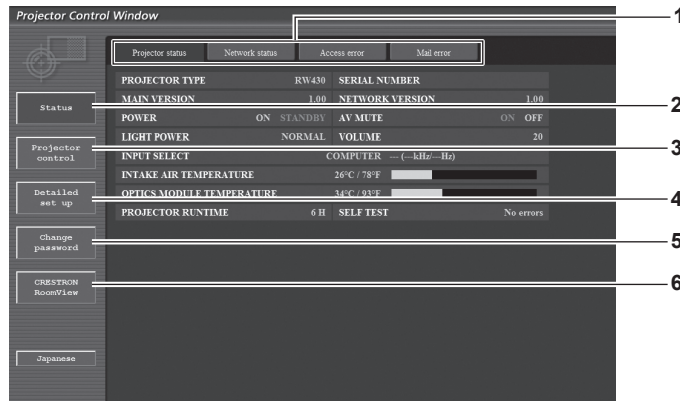 Projector Control Window
1
Projector status Network status Access error Mail error
PROJECTOR TYPE RW430 SERIAL NUMBER
MAIN VERSION 1.00 NETWORK VERSION 1.00
POWER ON STANDBY AV MUTE ON OFF
LIGHT POWER NORMAL VOLUME 20
INPUT SELECT COMPUTER --- (---kHz/---Hz)
INTAKE AIR TEMPERATURE 26°C / 78°F
OPTICS MODULE TEMPERATURE 34°C / 93°F
PROJECTOR RUNTIME 6 H SELF TEST No errors
Status
2
Projector
control
3
Detailed
set up
4
Change
password
5
CRESTRON
RoomView
6
Japanese